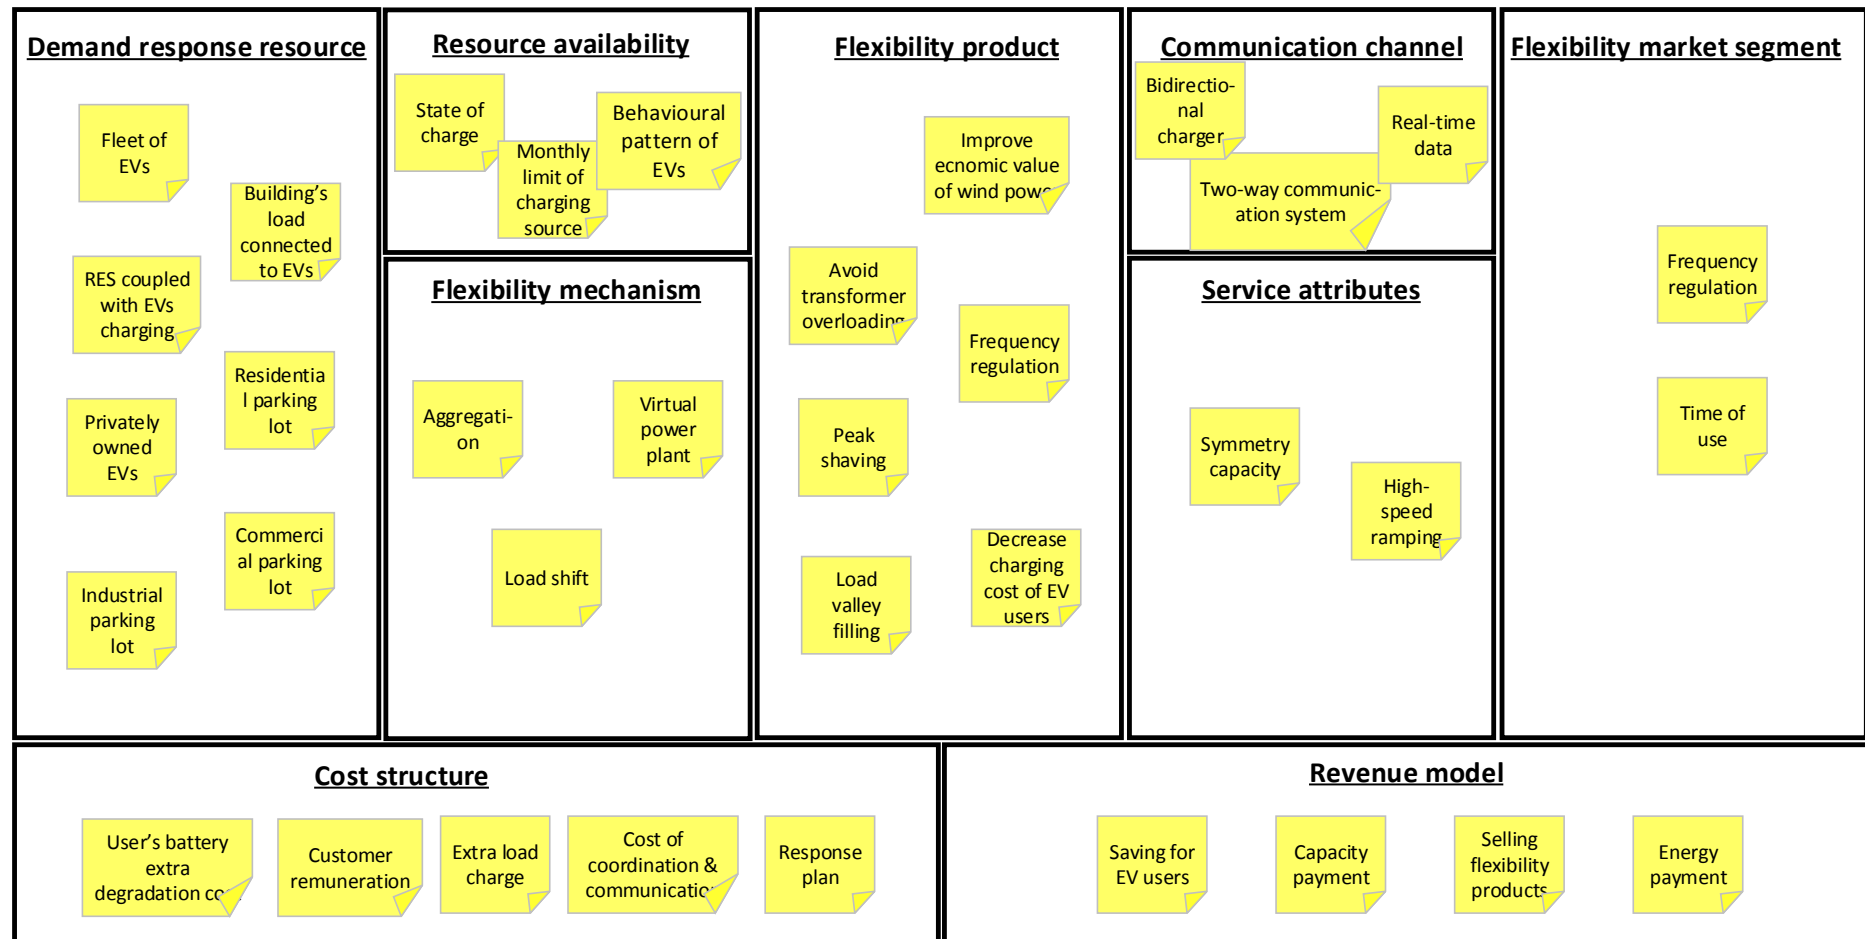 Demand response resource
Fleet of
EVs
Building’s
load
connected
to EVs
RES coupled
with EVs
charging
Residentia
l parking
lot
Privately
owned
EVs
Commerci
al parking
lot
Industrial
parking
lot
Resource availability
State of
charge
Monthly
limit of
charging
source
Behavioural
pattern of
EVs
Flexibility mechanism
Aggregati-
on
Virtual
power
plant
Load shift
Flexibility product
Improve
ecnomic value
of wind powe
Avoid
transformer
overloading
Frequency
regulation
Peak
shaving
Decrease
charging
cost of EV
users
Load
valley
filling
Communication channel
Bidirectio-
nal
charger
Real-time
data
Two-way communic-
ation system
Service attributes
Symmetry
capacity
High-
speed
ramping
Flexibility market segment
Frequency
regulation
Time of
use
Cost structure
User’s battery
extra
degradation co
Customer
remuneration
Extra load
charge
Cost of
coordination &
communication
Response
plan
Revenue model
Saving for
EV users
Capacity
payment
Selling
flexibility
products
Energy
payment